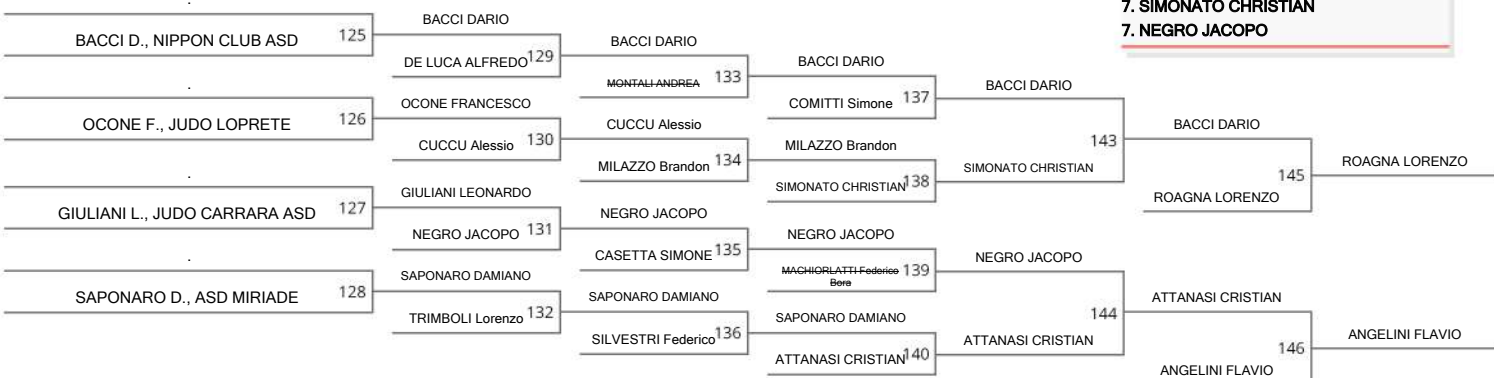 7. SIMONATO CHRISTIAN
7. NEGRO JACOPO
.
BACCI D., NIPPON CLUB ASD 125
.
OCONE F., JUDO LOPRETE 126
.
GIULIANI L., JUDO CARRARA ASD 127
.
SAPONARO D., ASD MIRIADE 128
BACCI DARIO
DE LUCA ALFREDO 129
OCONE FRANCESCO
CUCCU Alessio 130
GIULIANI LEONARDO
NEGRO JACOPO 131
SAPONARO DAMIANO
TRIMBOLI Lorenzo 132
BACCI DARIO
MONTALI ANDREA 133
CUCCU Alessio
MILAZZO Brandon 134
NEGRO JACOPO
CASETTA SIMONE 135
SAPONARO DAMIANO
SILVESTRI Federico 136
BACCI DARIO
COMITTI Simone 137
MILAZZO Brandon
SIMONATO CHRISTIAN 138
NEGRO JACOPO
MACHIORLATTI Federico 139
Bora
SAPONARO DAMIANO
ATTANASI CRISTIAN 140
BACCI DARIO
143
SIMONATO CHRISTIAN
NEGRO JACOPO
144
ATTANASI CRISTIAN
BACCI DARIO
145
ROAGNA LORENZO
ATTANASI CRISTIAN
146
ANGELINI FLAVIO
ROAGNA LORENZO
ANGELINI FLAVIO